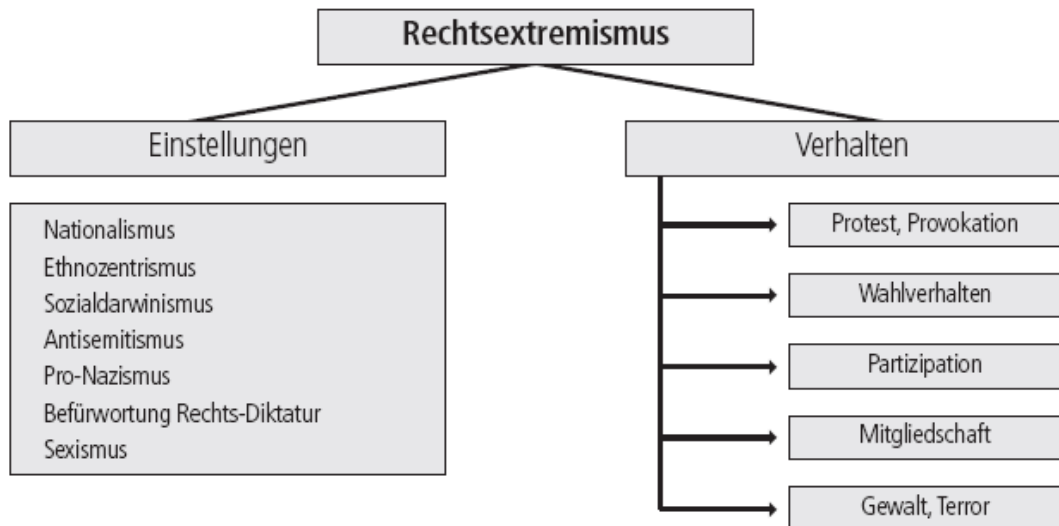 Rechtsextremismus
Einstellungen
Nationalismus
Ethnozentrismus
Sozialdarwinismus
Antisemitismus
Pro-Nazismus
Befürwortung Rechts-Diktatur
Sexismus
Verhalten
Protest, Provokation
Wahlverhalten
Partizipation
Mitgliedschaft
Gewalt, Terror